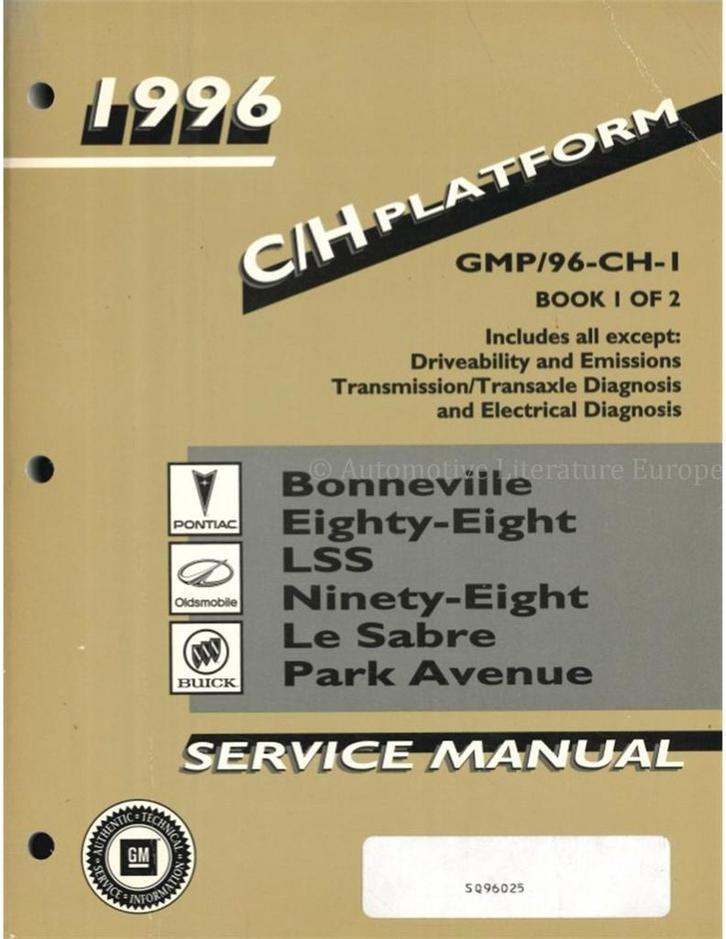 1996
C/H PLATFORM
GMP/96-CH-1
BOOK 1 OF 2
Includes all except:
Driveability and Emissions
Transmission/Transaxle Diagnosis
and Electrical Diagnosis
© Automotive Literature Europe
PONTIAC
Oldsmobile
BUICK
Bonneville
Eighty-Eight
LSS
Ninety-Eight
Le Sabre
Park Avenue
SERVICE MANUAL
AUTHENTIC • TECHNICAL
GM
SERVICE • INFORMATION
SQ96025